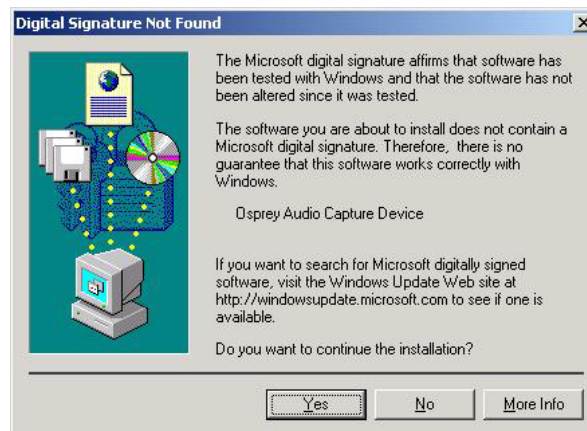 Digital Signature Not Found
The Microsoft digital signature affirms that software has
been tested with Windows and that the software has not
been altered since it was tested.
The software you are about to install does not contain a
Microsoft digital signature. Therefore, there is no
guarantee that this software works correctly with
Windows.
Osprey Audio Capture Device
If you want to search for Microsoft digitally signed
software, visit the Windows Update Web site at
http://windowsupdate.microsoft.com to see if one is
available.
Do you want to continue the installation?
Yes No More Info